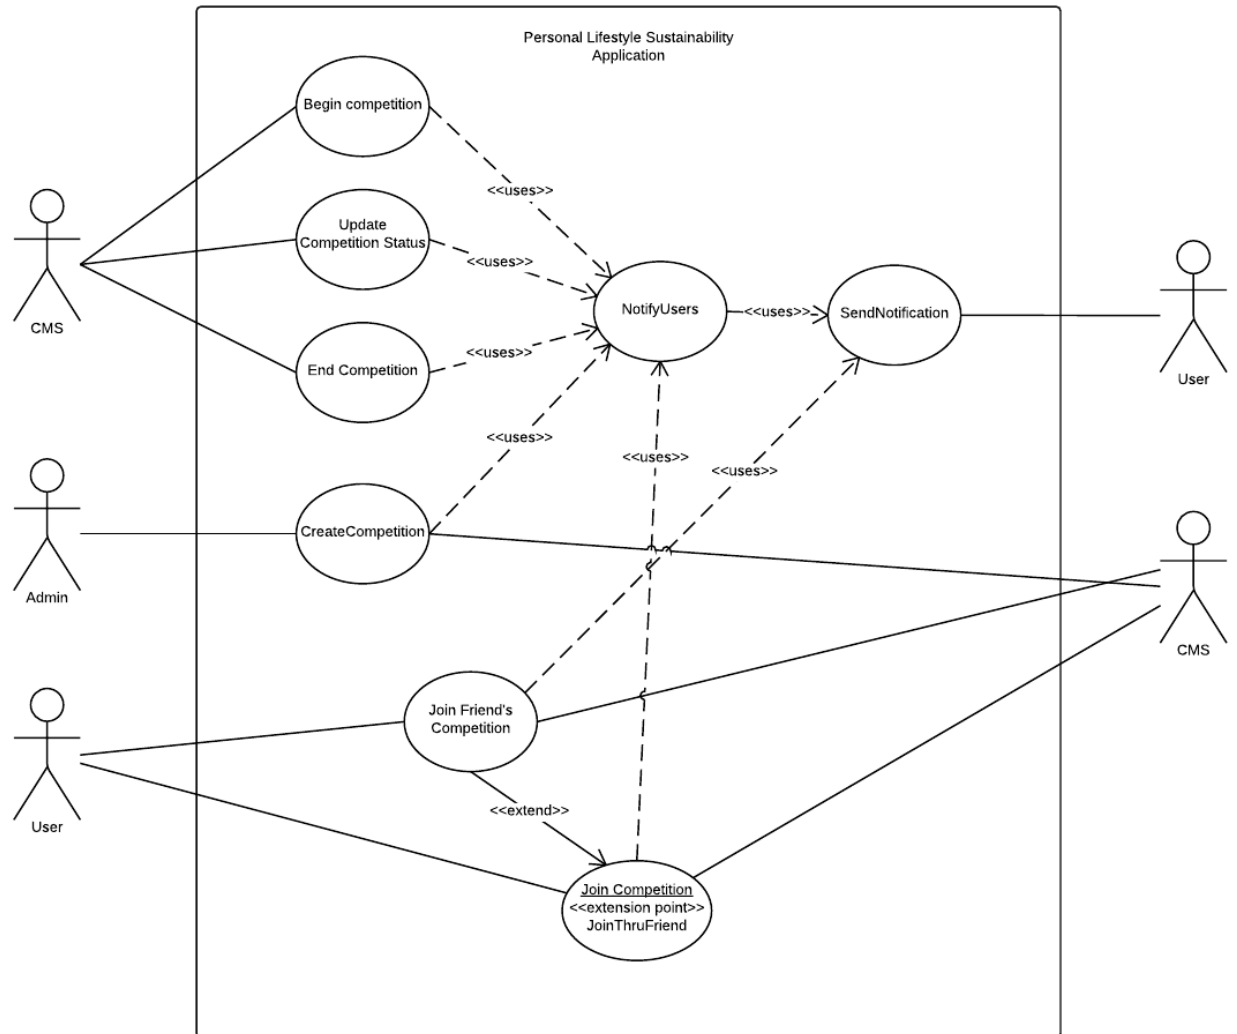 Personal Lifestyle Sustainability
Application
Begin competition
<<uses>>
Update
Competition Status
<<uses>>
CMS
NotifyUsers
<<uses>>
SendNotification
End Competition
<<uses>>
User
<<uses>>
<<uses>>
<<uses>>
CreateCompetition
Admin
CMS
Join Friend's
Competition
<<extend>>
User
Join Competition
<<extension point>>
JoinThruFriend